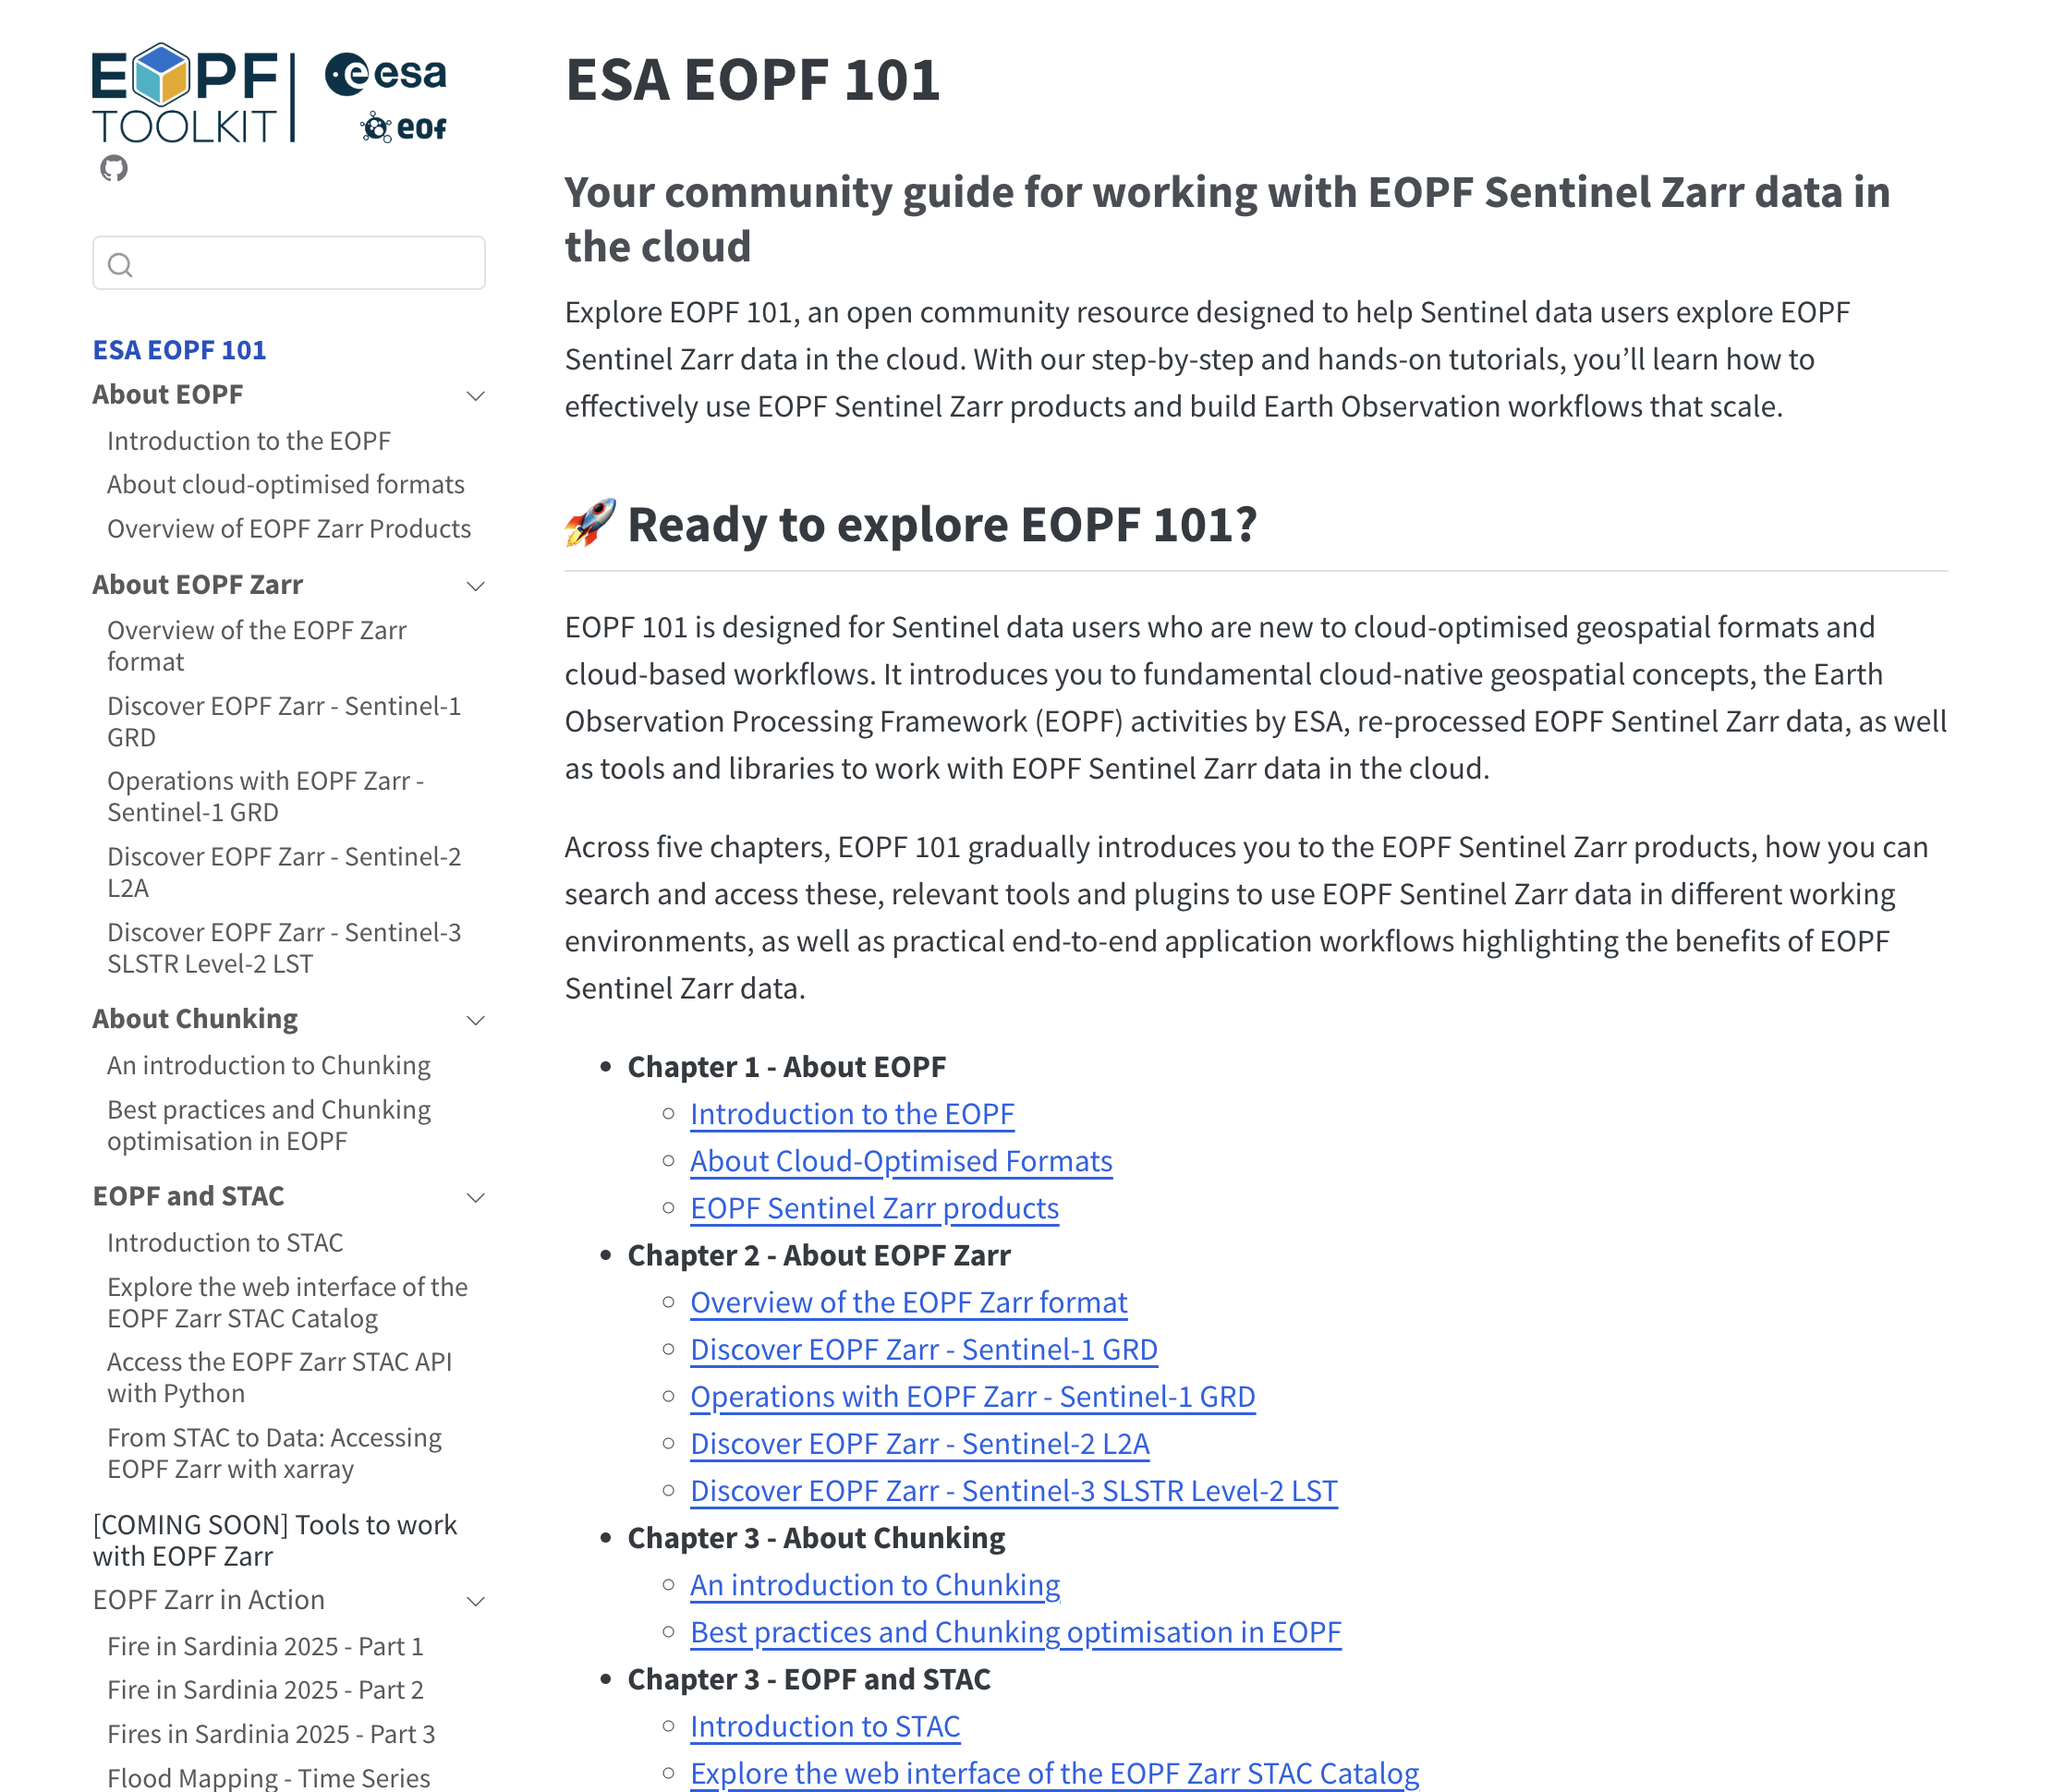 EOPF
TOOLKIT
esa
eof
ESA EOPF 101
About EOPF
Introduction to the EOPF
About cloud-optimised formats
Overview of EOPF Zarr Products
About EOPF Zarr
Overview of the EOPF Zarr
format
Discover EOPF Zarr - Sentinel-1
GRD
Operations with EOPF Zarr -
Sentinel-1 GRD
Discover EOPF Zarr - Sentinel-2
L2A
Discover EOPF Zarr - Sentinel-3
SLSTR Level-2 LST
About Chunking
An introduction to Chunking
Best practices and Chunking
optimisation in EOPF
EOPF and STAC
Introduction to STAC
Explore the web interface of the
EOPF Zarr STAC Catalog
Access the EOPF Zarr STAC API
with Python
From STAC to Data: Accessing
EOPF Zarr with xarray
[COMING SOON] Tools to work
with EOPF Zarr
EOPF Zarr in Action
Fire in Sardinia 2025 - Part 1
Fire in Sardinia 2025 - Part 2
Fires in Sardinia 2025 - Part 3
Flood Mapping - Time Series
ESA EOPF 101
Your community guide for working with EOPF Sentinel Zarr data in
the cloud
Explore EOPF 101, an open community resource designed to help Sentinel data users explore EOPF
Sentinel Zarr data in the cloud. With our step-by-step and hands-on tutorials, you’ll learn how to
effectively use EOPF Sentinel Zarr products and build Earth Observation workflows that scale.
🚀 Ready to explore EOPF 101?
EOPF 101 is designed for Sentinel data users who are new to cloud-optimised geospatial formats and
cloud-based workflows. It introduces you to fundamental cloud-native geospatial concepts, the Earth
Observation Processing Framework (EOPF) activities by ESA, re-processed EOPF Sentinel Zarr data, as well
as tools and libraries to work with EOPF Sentinel Zarr data in the cloud.
Across five chapters, EOPF 101 gradually introduces you to the EOPF Sentinel Zarr products, how you can
search and access these, relevant tools and plugins to use EOPF Sentinel Zarr data in different working
environments, as well as practical end-to-end application workflows highlighting the benefits of EOPF
Sentinel Zarr data.
• Chapter 1 - About EOPF
◦ Introduction to the EOPF
◦ About Cloud-Optimised Formats
◦ EOPF Sentinel Zarr products
• Chapter 2 - About EOPF Zarr
◦ Overview of the EOPF Zarr format
◦ Discover EOPF Zarr - Sentinel-1 GRD
◦ Operations with EOPF Zarr - Sentinel-1 GRD
◦ Discover EOPF Zarr - Sentinel-2 L2A
◦ Discover EOPF Zarr - Sentinel-3 SLSTR Level-2 LST
• Chapter 3 - About Chunking
◦ An introduction to Chunking
◦ Best practices and Chunking optimisation in EOPF
• Chapter 3 - EOPF and STAC
◦ Introduction to STAC
◦ Explore the web interface of the EOPF Zarr STAC Catalog